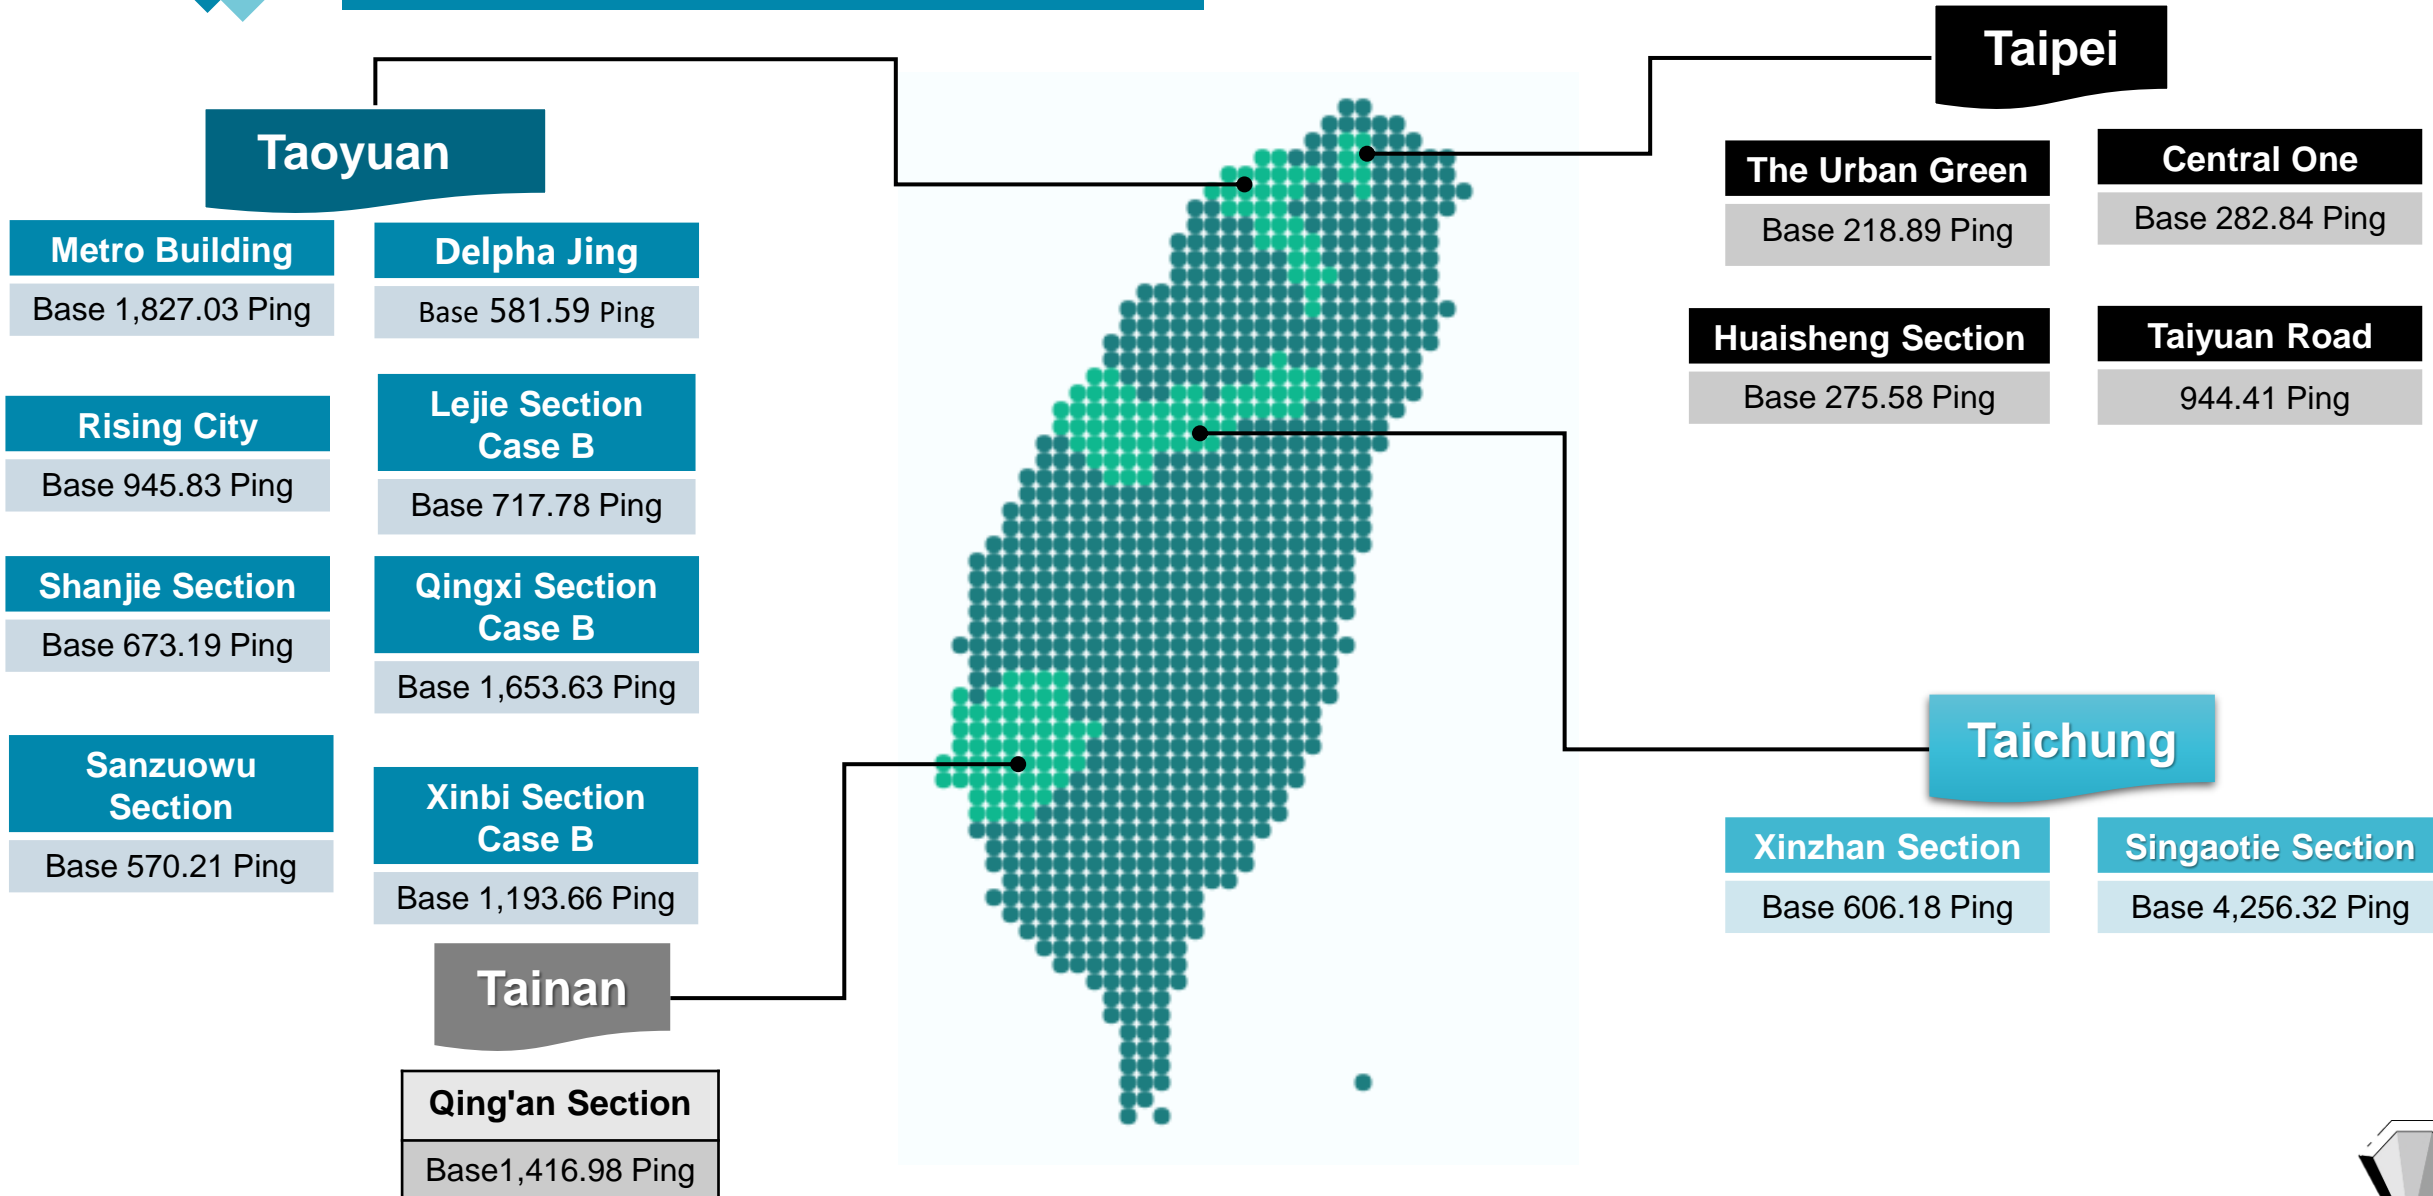 Taipei
Taoyuan
The Urban Green
Base 218.89 Ping
Central One
Base 282.84 Ping
Metro Building
Base 1,827.03 Ping
Delpha Jing
Base 581.59 Ping
Huaisheng Section
Base 275.58 Ping
Taiyuan Road
944.41 Ping
Rising City
Base 945.83 Ping
Lejie Section
Case B
Base 717.78 Ping
Shanjie Section
Base 673.19 Ping
Qingxi Section
Case B
Base 1,653.63 Ping
Sanzuowu
Section
Base 570.21 Ping
Xinbi Section
Case B
Base 1,193.66 Ping
Taichung
Xinzhan Section
Base 606.18 Ping
Singaotie Section
Base 4,256.32 Ping
Tainan
Qing'an Section
Base1,416.98 Ping